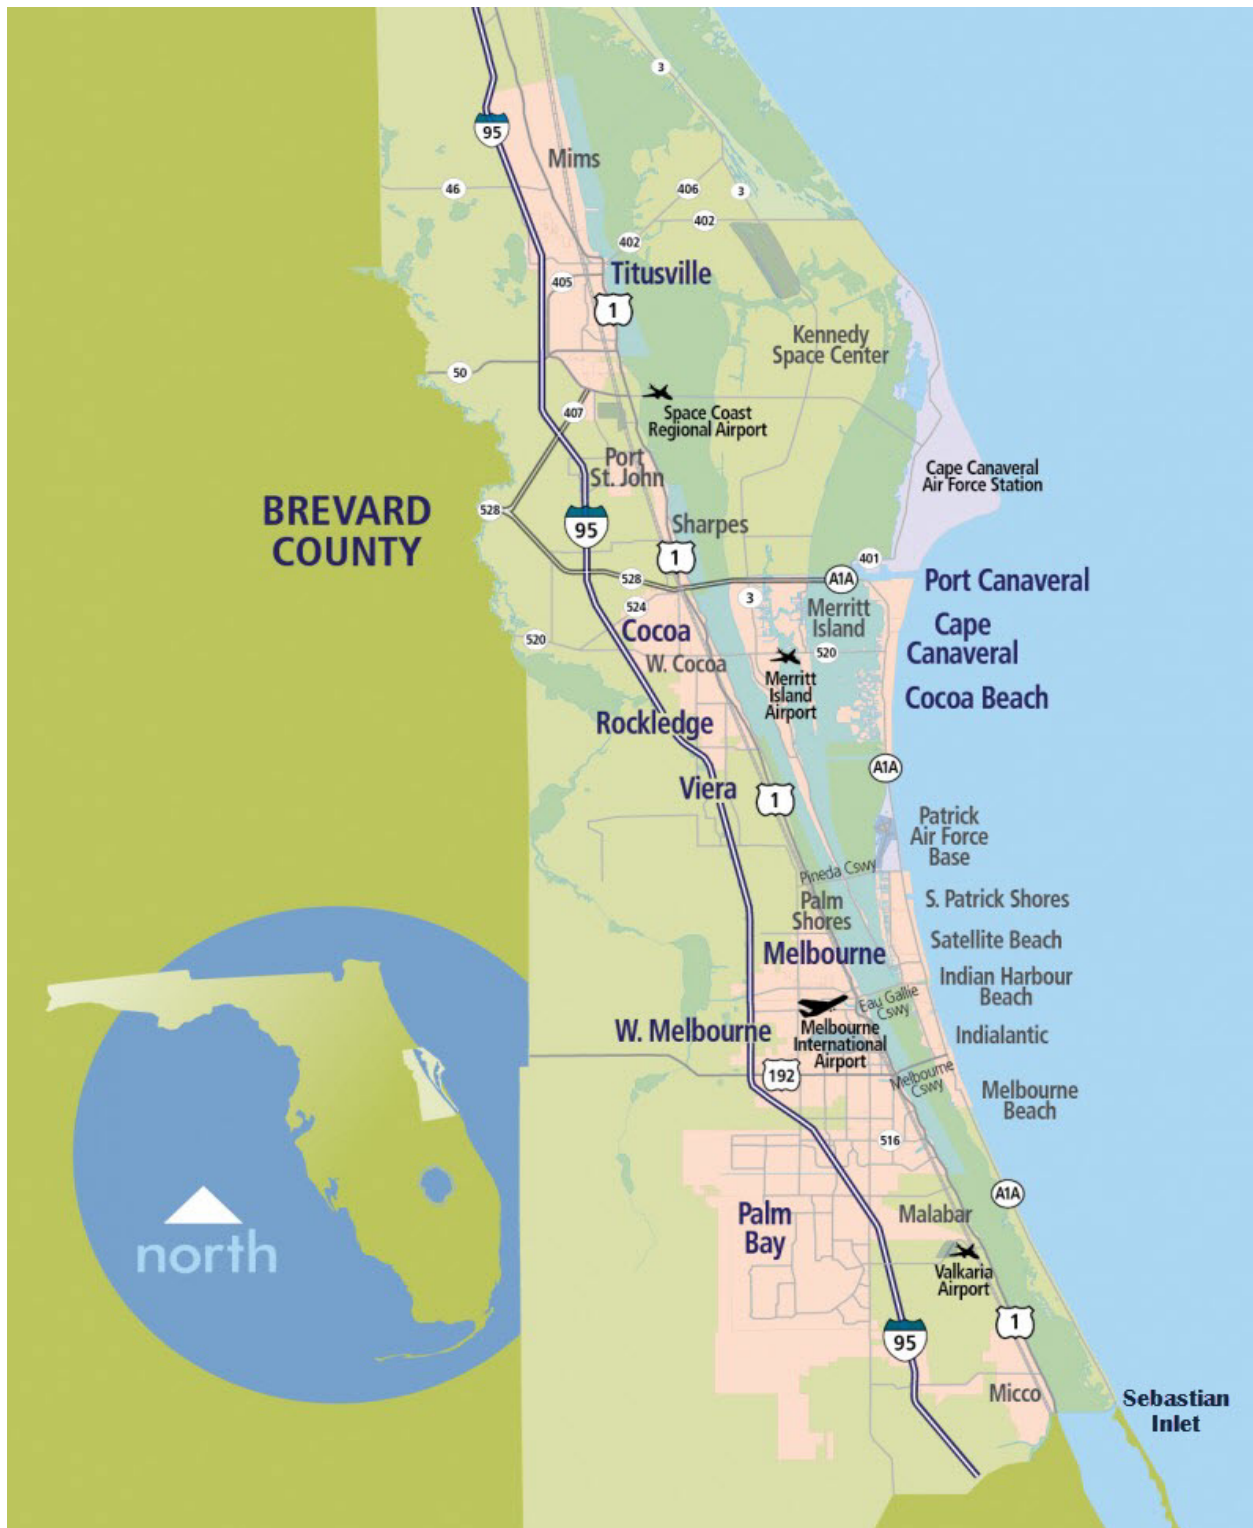 3
95
Mims
46
406
3
402
402
Titusville
405
1
Kennedy
Space Center
50
407
Space Coast
Regional Airport
Port
St. John
Cape Canaveral
Air Force Station
BREVARD
COUNTY
528
95
Sharpes
1
401
528
A1A
Port Canaveral
3
524
Merritt
Island
Cocoa
Cape
Canaveral
520
520
W. Cocoa
Merritt
Island
Airport
Cocoa Beach
Rockledge
A1A
Viera
1
Patrick
Air Force
Base
Pineda Cswy
Palm
Shores
S. Patrick Shores
Satellite Beach
Melbourne
Indian Harbour
Beach
Eau Gallie
Cswy
W. Melbourne
Melbourne
International
Airport
Indialantic
192
Melbourne
Cswy
Melbourne
Beach
516
A1A
Palm
Bay
Malabar
north
Valkaria
Airport
1
95
Micco
Sebastian
Inlet